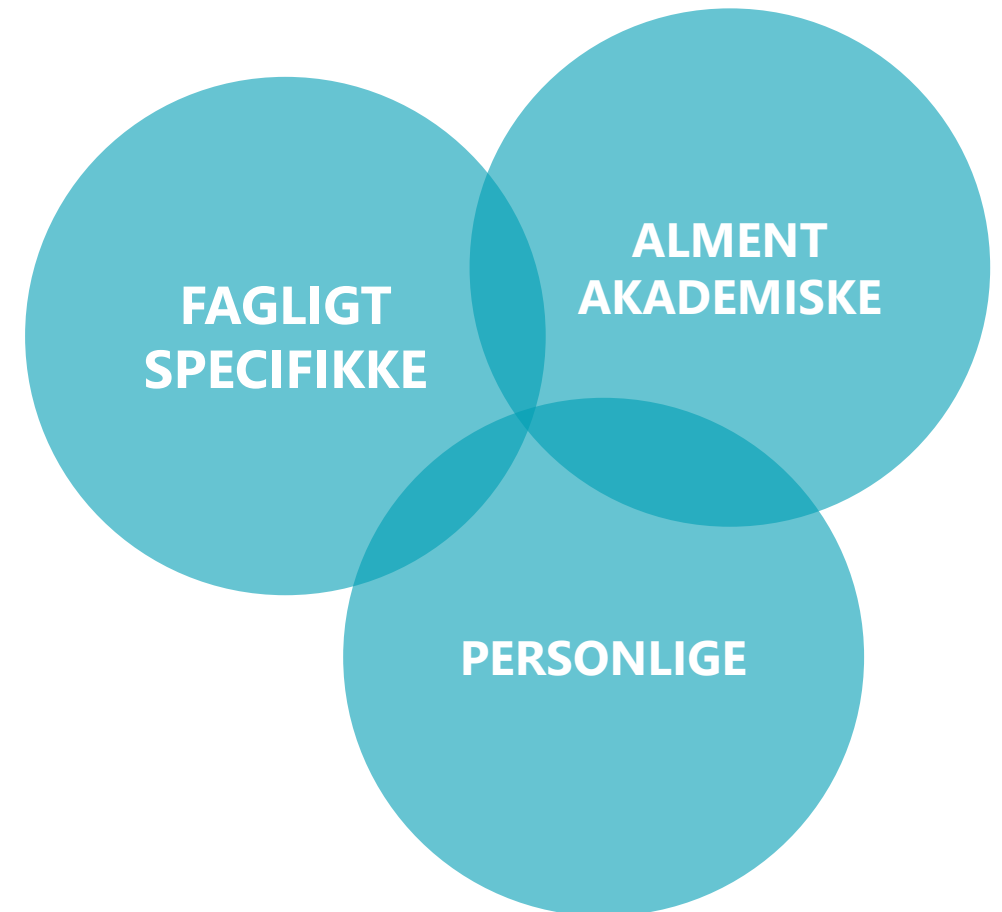 FAGLIGT
SPECIFIKKE
ALMENT
AKADEMISKE
PERSONLIGE